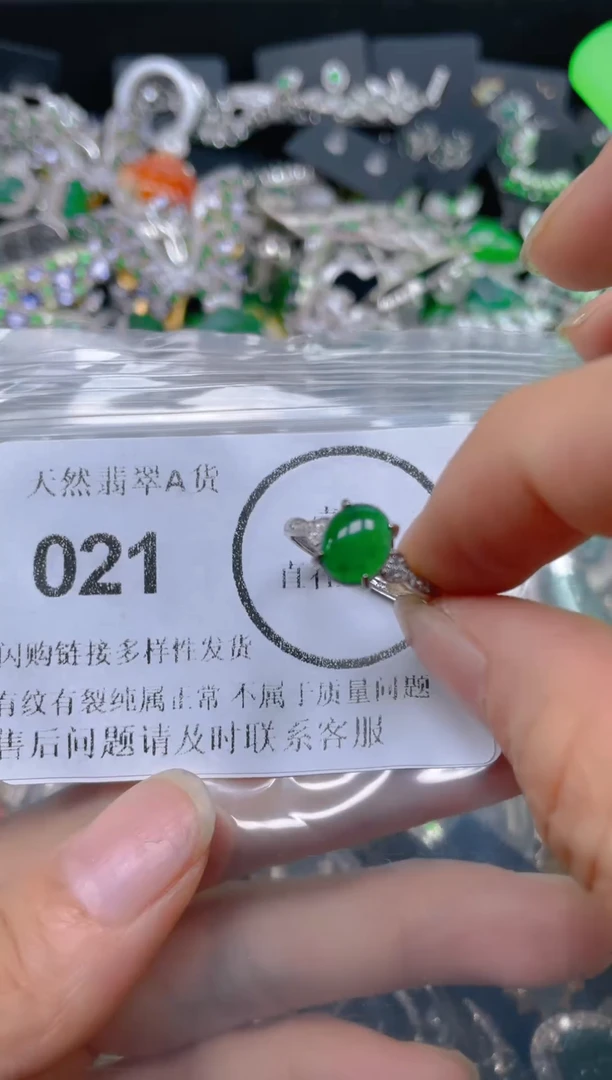 天然翡翠A货
021
闪购链接多样性发货
有纹有裂纯属正常 不属于质量问题
售后问题请及时联系客服